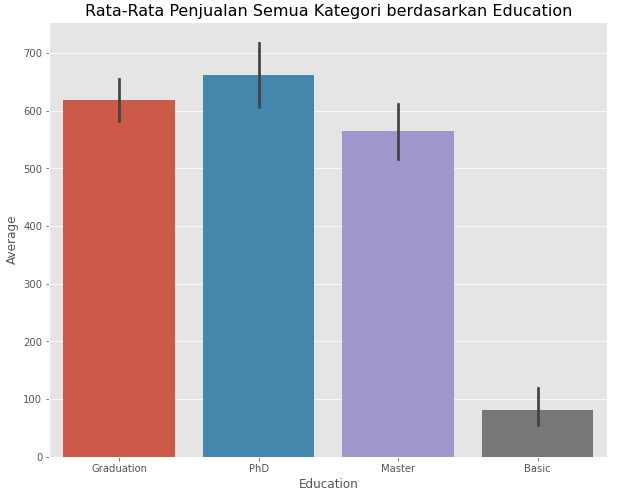 Rata-Rata Penjualan Semua Kategori berdasarkan Education
700
600
500
400
300
200
100
0
Average
Graduation
PhD
Master
Basic
Education